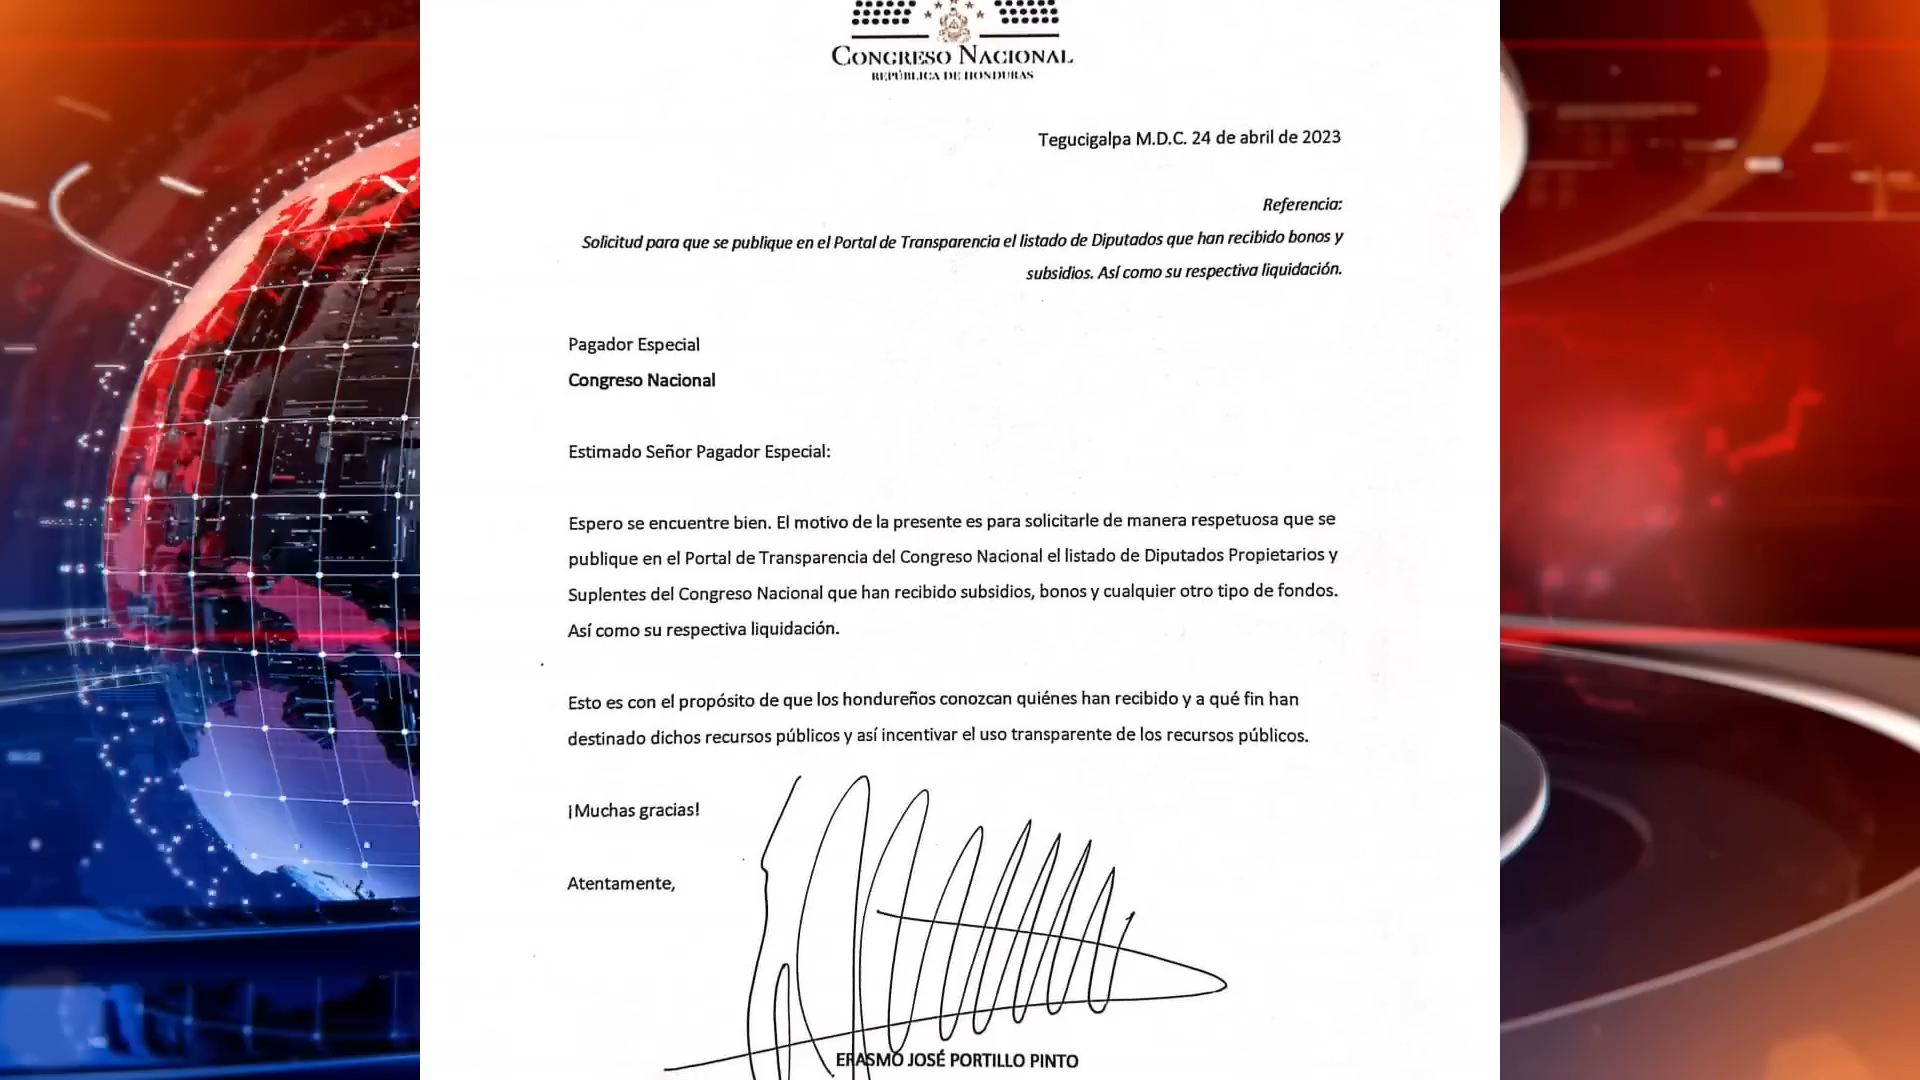 CONGRESO NACIONAL
REPÚBLICA DE HONDURAS
Tegucigalpa M.D.C. 24 de abril de 2023
Referencia:
Solicitud para que se publique en el Portal de Transparencia el listado de Diputados que han recibido bonos y
subsidios. Así como su respectiva liquidación.
Pagador Especial
Congreso Nacional
Estimado Señor Pagador Especial:
Espero se encuentre bien. El motivo de la presente es para solicitarle de manera respetuosa que se
publique en el Portal de Transparencia del Congreso Nacional el listado de Diputados Propietarios y
Suplentes del Congreso Nacional que han recibido subsidios, bonos y cualquier otro tipo de fondos.
Así como su respectiva liquidación.
Esto es con el propósito de que los hondureños conozcan quiénes han recibido y a qué fin han
destinado dichos recursos públicos y así incentivar el uso transparente de los recursos públicos.
¡Muchas gracias!
Atentamente,
ERASMO JOSÉ PORTILLO PINTO